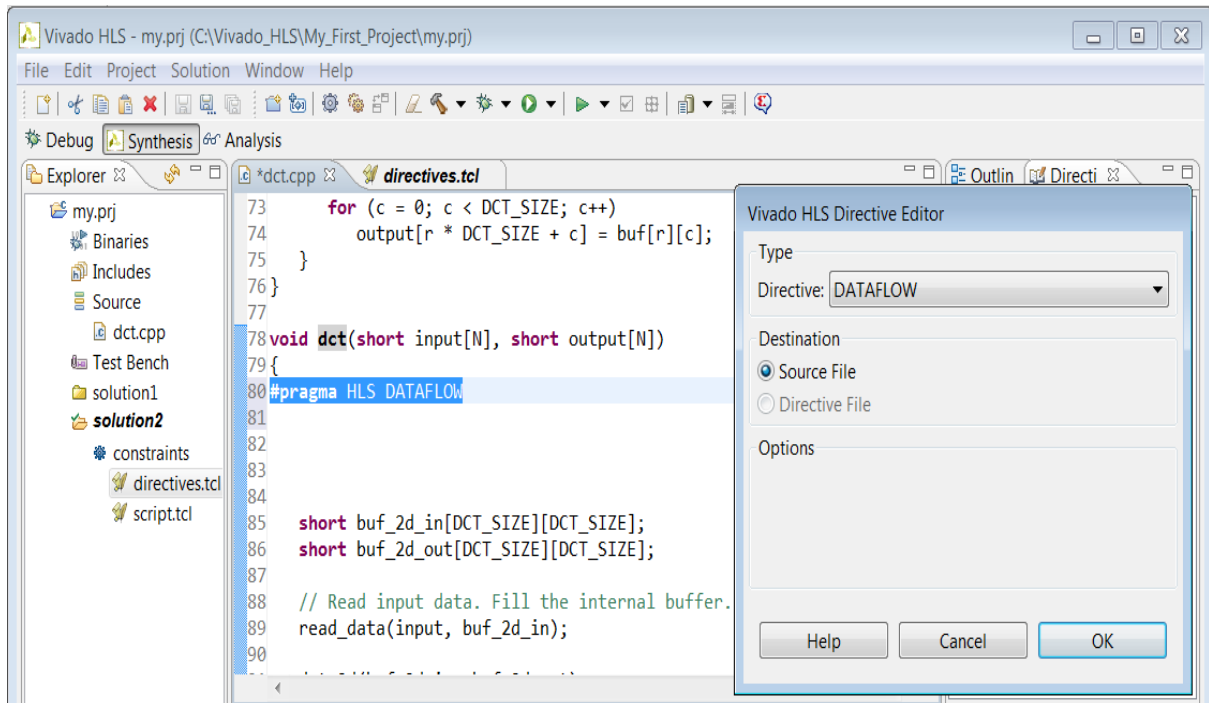 Vivado HLS - my.prj (C:\Vivado_HLS\My_First_Project\my.prj)
File Edit Project Solution Window Help
Debug Synthesis Analysis
Explorer
my.prj
Binaries
Includes
Source
dct.cpp
Test Bench
solution1
solution2
constraints
directives.tcl
script.tcl
*dct.cpp directives.tcl
73 for (c = 0; c < DCT_SIZE; c++)
74 output[r * DCT_SIZE + c] = buf[r][c];
75 }
76 }
77
78 void dct(short input[N], short output[N])
79 {
80 #pragma HLS DATAFLOW
81
82
83
84
85 short buf_2d_in[DCT_SIZE][DCT_SIZE];
86 short buf_2d_out[DCT_SIZE][DCT_SIZE];
87
88 // Read input data. Fill the internal buffer.
89 read_data(input, buf_2d_in);
90
Outlin Directi
Vivado HLS Directive Editor
Type
Directive: DATAFLOW
Destination
Source File
Directive File
Options
Help Cancel OK